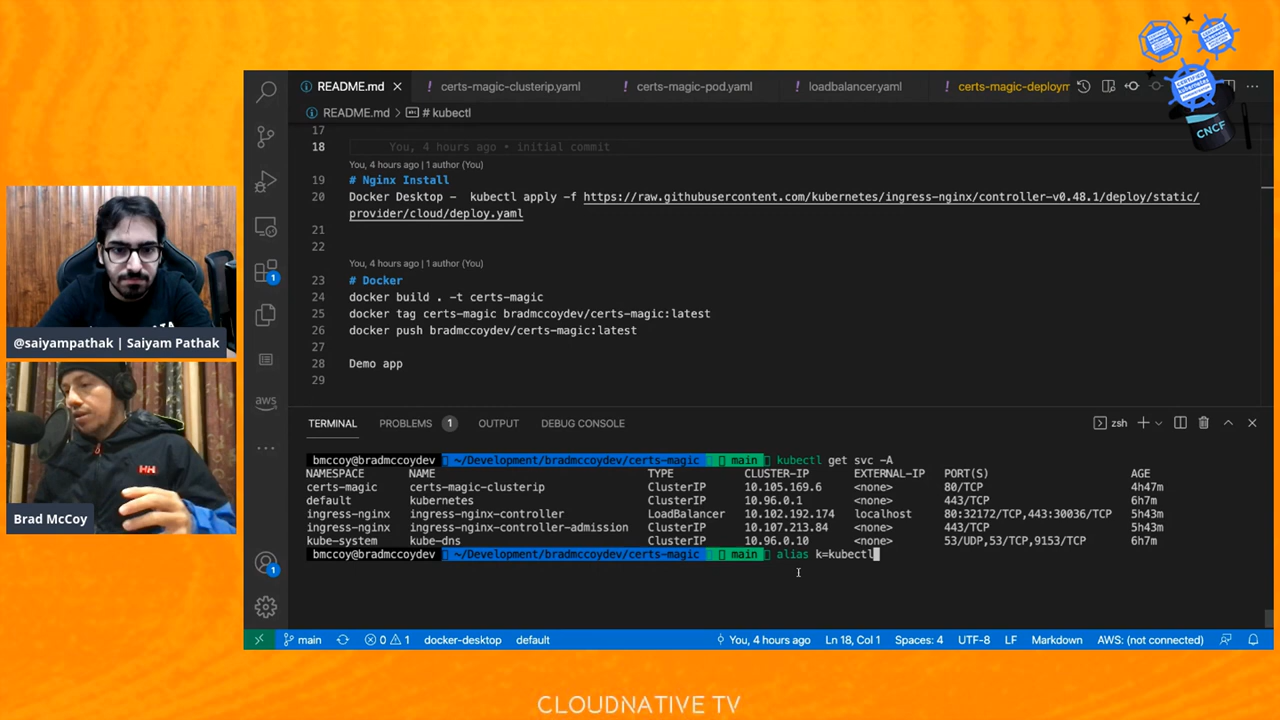 README.md
certs-magic-clusterip.yaml
certs-magic-pod.yaml
loadbalancer.yaml
certs-magic-deploym
README.md > # kubectl
CNCF
17
18 You, 4 hours ago • initial commit
You, 4 hours ago | 1 author (You)
19 # Nginx Install
20 Docker Desktop - kubectl apply -f https://raw.githubusercontent.com/kubernetes/ingress-nginx/controller-v0.48.1/deploy/static/
provider/cloud/deploy.yaml
21
22
You, 4 hours ago | 1 author (You)
23 # Docker
24 docker build . -t certs-magic
25 docker tag certs-magic bradmccoydev/certs-magic:latest
26 docker push bradmccoydev/certs-magic:latest
27
28 Demo app
29
@saiyampathak | Saiyam Pathak
Brad McCoy
HH
1
aws
1
TERMINAL PROBLEMS 1 OUTPUT DEBUG CONSOLE zsh
bmccoy@bradmccoydev ~/Development/bradmccoydev/certs-magic main kubectl get svc -A
NAMESPACE NAME TYPE CLUSTER-IP EXTERNAL-IP PORT(S) AGE
certs-magic certs-magic-clusterip ClusterIP 10.105.169.6 <none> 80/TCP 4h47m
default kubernetes ClusterIP 10.96.0.1 <none> 443/TCP 6h7m
ingress-nginx ingress-nginx-controller LoadBalancer 10.102.192.174 localhost 80:32172/TCP,443:30036/TCP 5h43m
ingress-nginx ingress-nginx-controller-admission ClusterIP 10.107.213.84 <none> 443/TCP 5h43m
kube-system kube-dns ClusterIP 10.96.0.10 <none> 53/UDP,53/TCP,9153/TCP 6h7m
bmccoy@bradmccoydev ~/Development/bradmccoydev/certs-magic main alias k=kubectl
main 0 1 docker-desktop default You, 4 hours ago Ln 18, Col 1 Spaces: 4 UTF-8 LF Markdown AWS: (not connected)
CLOUDNATIVE TV